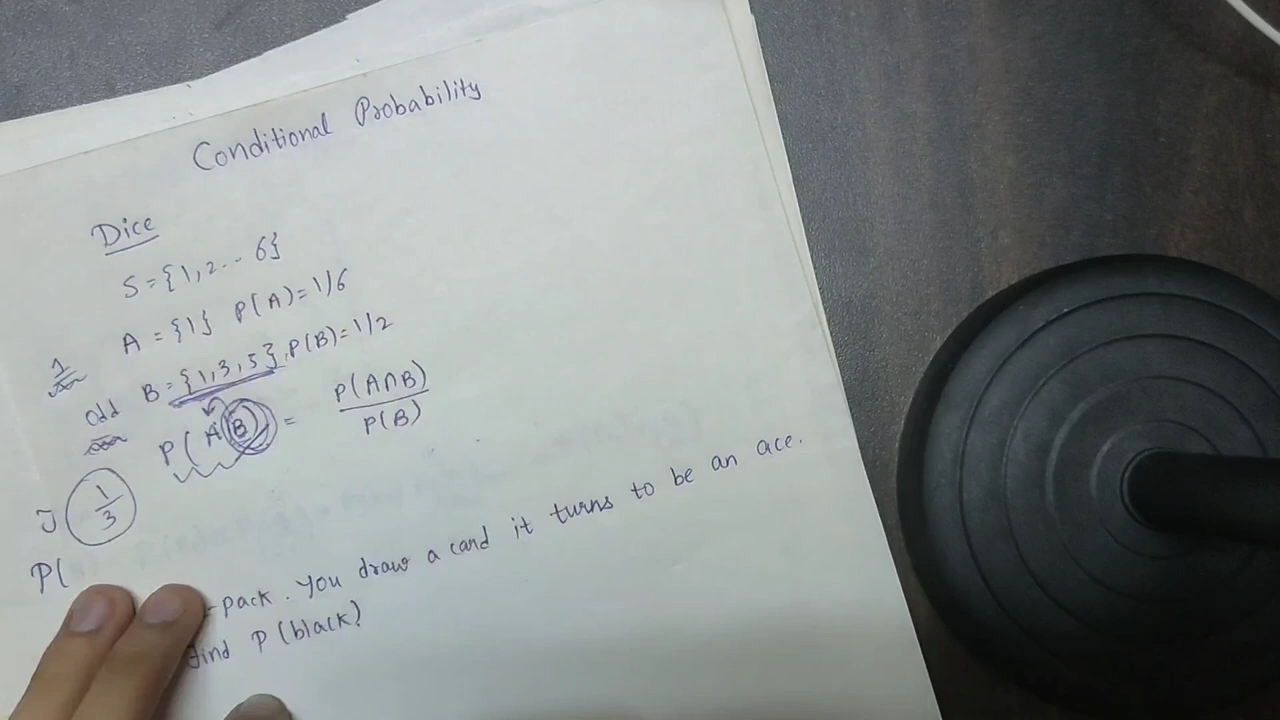 Conditional Probability
Dice
S = {1, 2.. 6}
A = {1} P(A) = 1/6
1
odd B = {1, 3, 5}, P(B) = 1/2
P(A|B) = P(A∩B)/P(B)
1/3
P(
pack. You draw a card it turns to be an ace.
find P(black)